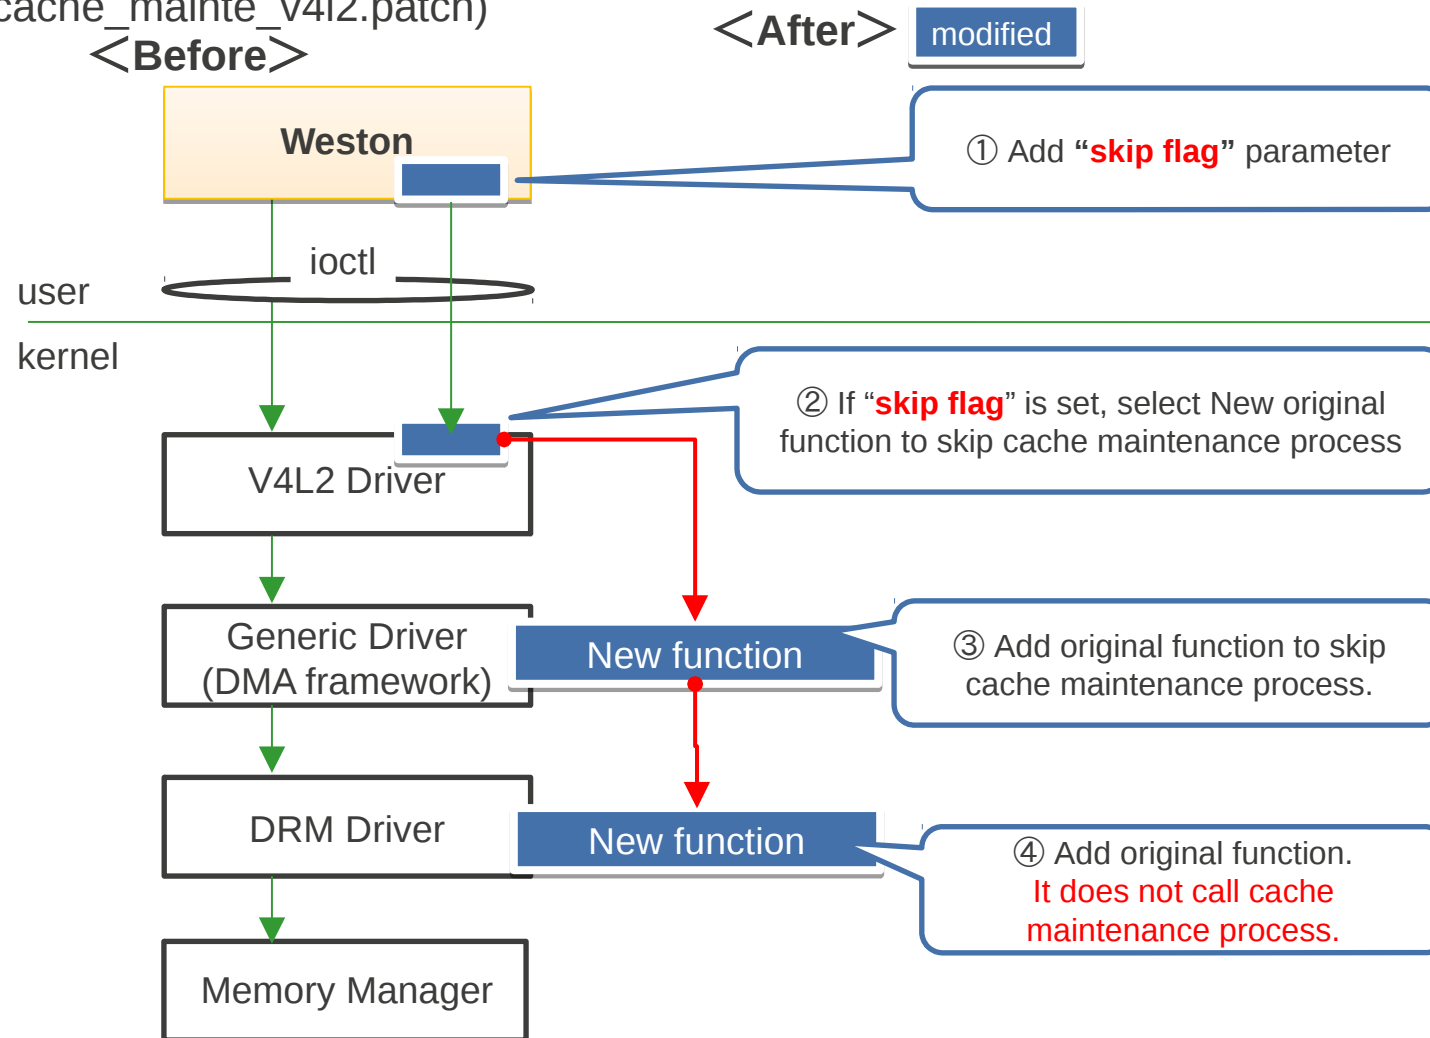 cache_mainte_v4l2.patch)
＜Before＞
＜After＞
modified
Weston
① Add “skip flag” parameter
ioctl
user
kernel
② If “skip flag” is set, select New original
function to skip cache maintenance process
V4L2 Driver
Generic Driver
(DMA framework)
New function
③ Add original function to skip
cache maintenance process.
DRM Driver
New function
④ Add original function.
It does not call cache
maintenance process.
Memory Manager